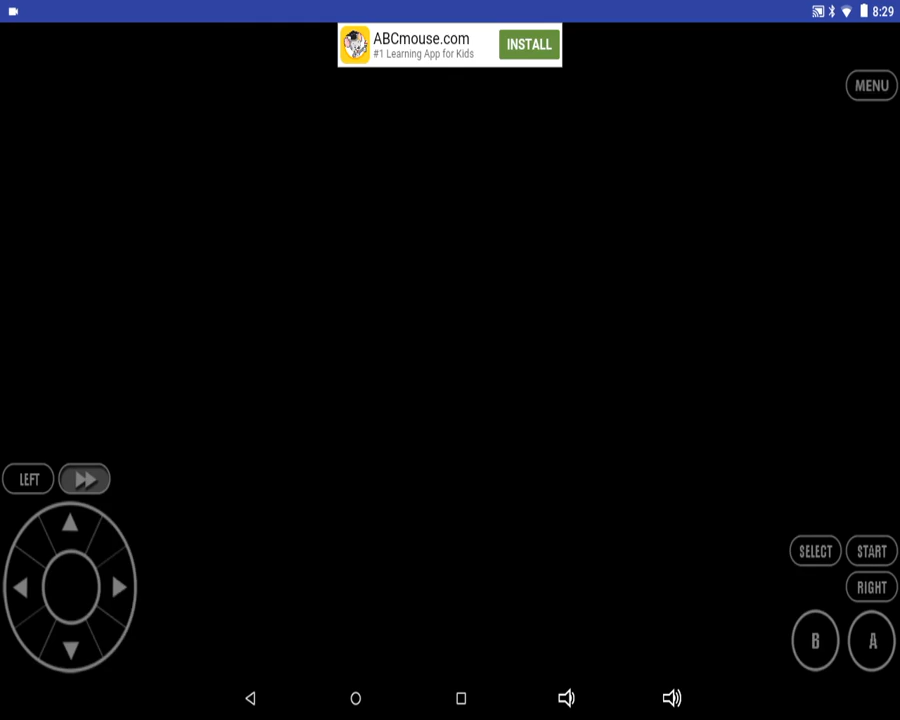 8:29
ABCmouse.com
#1 Learning App for Kids
INSTALL
MENU
LEFT
SELECT
START
RIGHT
B
A